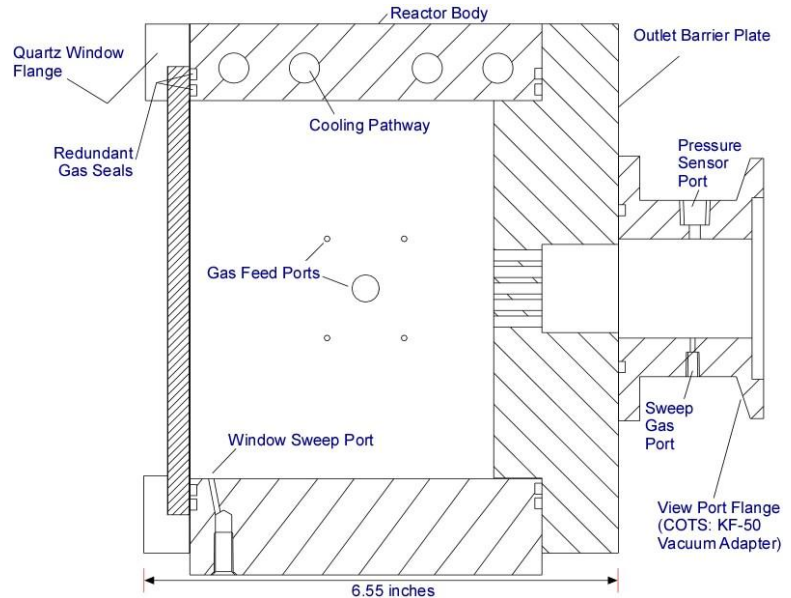 Reactor Body
Outlet Barrier Plate
Quartz Window
Flange
Cooling Pathway
Redundant
Gas Seals
Pressure
Sensor
Port
Gas Feed Ports
Window Sweep Port
Sweep
Gas
Port
View Port Flange
(COTS: KF-50
Vacuum Adapter)
6.55 inches